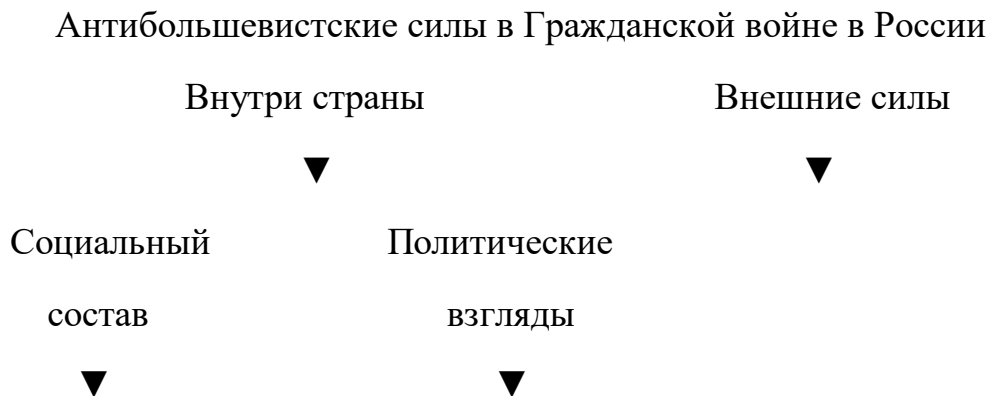 Антибольшевистские силы в Гражданской войне в России
Внутри страны Внешние силы
▼ ▼
Социальный Политические
состав взгляды
▼ ▼